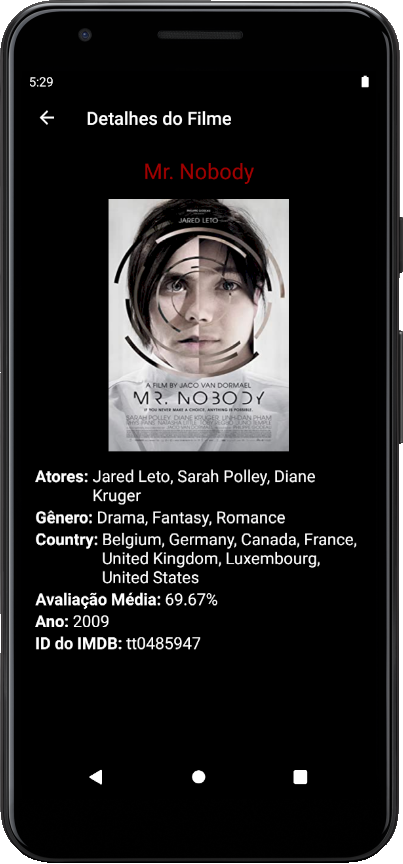 5:29
Detalhes do Filme
Mr. Nobody
JARED LETO
A FILM BY JACO VAN DORMAEL
MR. NOBODY
IF YOU NEVER MAKE A CHOICE, ANYTHING IS POSSIBLE.
SARAH POLLEY, DIANE KRUGER, LINH-DAN PHAM
Atores: Jared Leto, Sarah Polley, Diane
Kruger
Gênero: Drama, Fantasy, Romance
Country: Belgium, Germany, Canada, France,
United Kingdom, Luxembourg,
United States
Avaliação Média: 69.67%
Ano: 2009
ID do IMDB: tt0485947